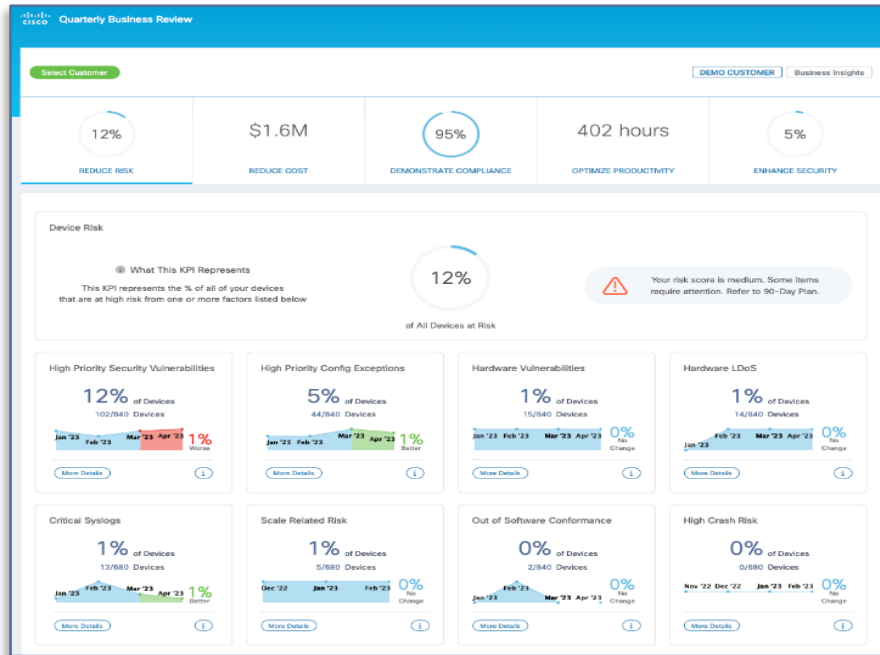 CISCO Quarterly Business Review
Select Customer
DEMO CUSTOMER Business Insights
12%
REDUCE RISK
$1.6M
REDUCE COST
95%
DEMONSTRATE COMPLIANCE
402 hours
OPTIMIZE PRODUCTIVITY
5%
ENHANCE SECURITY
Device Risk
What This KPI Represents
This KPI represents the % of all of your devices
that are at high risk from one or more factors listed below
12%
of All Devices at Risk
Your risk score is medium. Some items
require attention. Refer to 90-Day Plan.
High Priority Security Vulnerabilities
12% of Devices
102/840 Devices
Jan '23 Feb '23 Mar '23 Apr '23
1%
Worse
More Details
i
High Priority Config Exceptions
5% of Devices
44/840 Devices
Jan '23 Feb '23 Mar '23 Apr '23
1%
Better
More Details
i
Hardware Vulnerabilities
1% of Devices
15/840 Devices
Jan '23 Feb '23 Mar '23 Apr '23
0%
No
Change
More Details
i
Hardware LDoS
1% of Devices
14/840 Devices
Jan '23 Feb '23 Mar '23 Apr '23
0%
No
Change
More Details
i
Critical Syslogs
1% of Devices
13/680 Devices
Jan '23 Feb '23 Mar '23 Apr '23
1%
Better
More Details
i
Scale Related Risk
1% of Devices
5/680 Devices
Dec '22 Jan '23 Feb '23
0%
No
Change
More Details
i
Out of Software Conformance
0% of Devices
2/840 Devices
Jan '23 Feb '23 Mar '23 Apr '23
0%
No
Change
More Details
i
High Crash Risk
0% of Devices
0/680 Devices
Nov '22 Dec '22 Jan '23 Feb '23
0%
No
Change
More Details
i